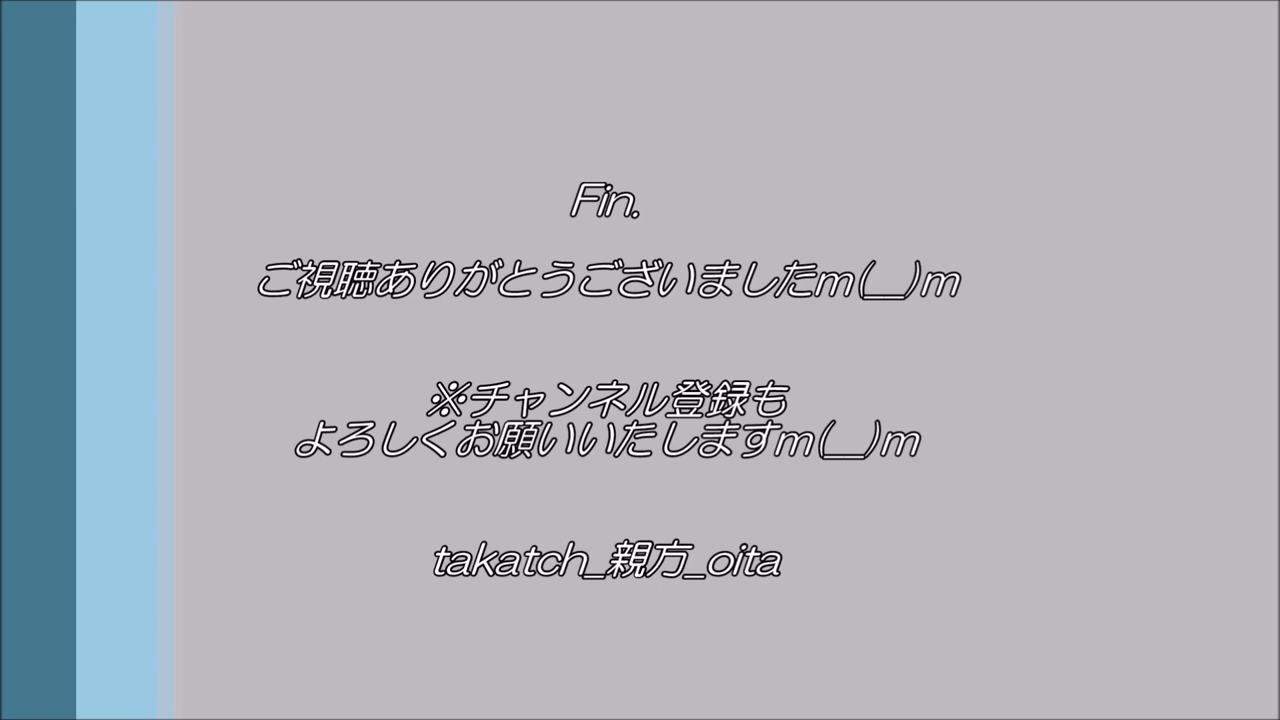 Fin.
ご視聴ありがとうございましたm(__)m
※チャンネル登録も
よろしくお願いいたしますm(__)m
takatch_親方_oita